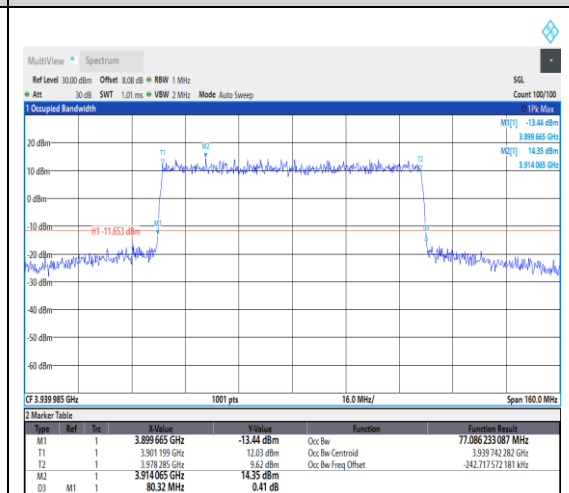 MultiView Spectrum
Ref Level 30.00 dBm Offset 8.08 dB RBW 1 MHz SGL
Att 30 dB SWT 1.01 ms VBW 2 MHz Mode Auto Sweep Count 100/100
1 Occupied Bandwidth 1Pk Max
M1[1] -13.44 dBm
3.899 665 GHz
M2[1] 14.35 dBm
3.914 065 GHz
20 dBm
T1
M2
T2
10 dBm
0 dBm
-10 dBm
M1
H1 -11.653 dBm
-20 dBm
-30 dBm
-40 dBm
-50 dBm
-60 dBm
CF 3.939 985 GHz 1001 pts 16.0 MHz/ Span 160.0 MHz
2 Marker Table
Type Ref Trc X-Value Y-Value Function Function Result
M1 1 3.899 665 GHz -13.44 dBm Occ Bw 77.086 233 087 MHz
T1 1 3.901 199 GHz 12.03 dBm Occ Bw Centroid 3.939 742 282 GHz
T2 1 3.978 285 GHz 9.62 dBm Occ Bw Freq Offset -242.717 572 181 kHz
M2 1 3.914 065 GHz 14.35 dBm
D3 M1 1 80.32 MHz 0.41 dB